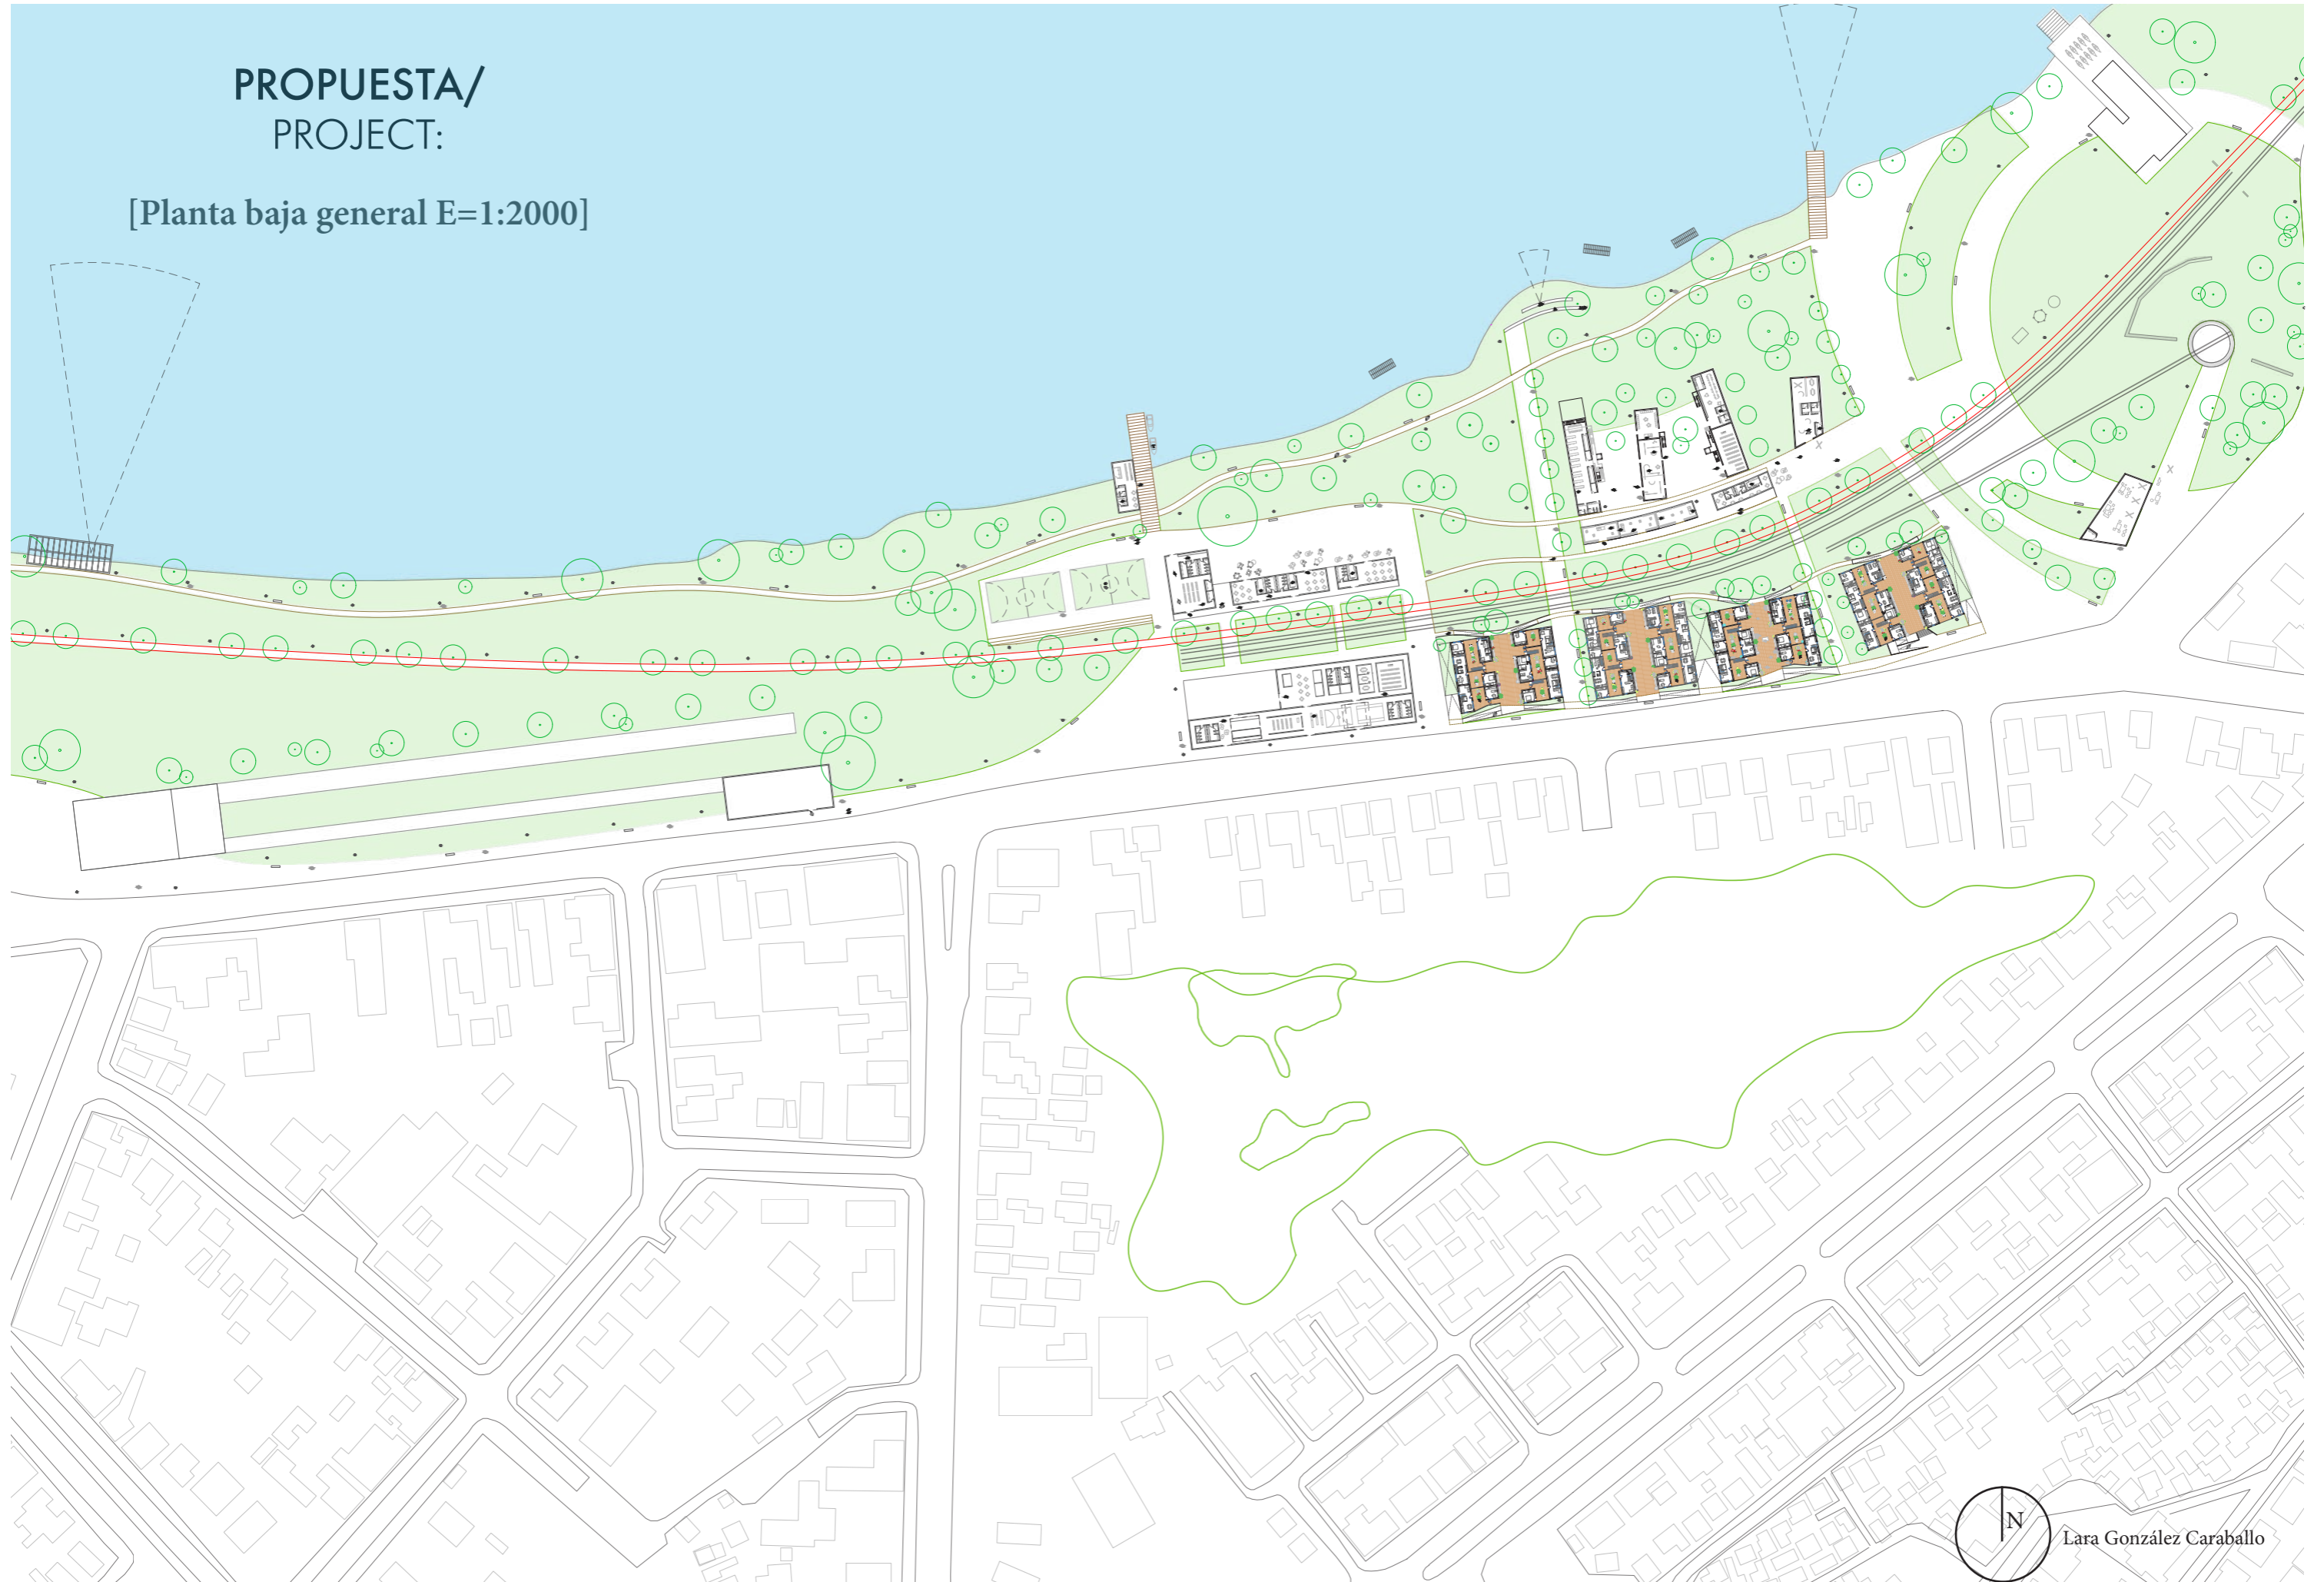 PROPUESTA/
PROJECT:
[Planta baja general E=1:2000]
N
Lara González Caraballo